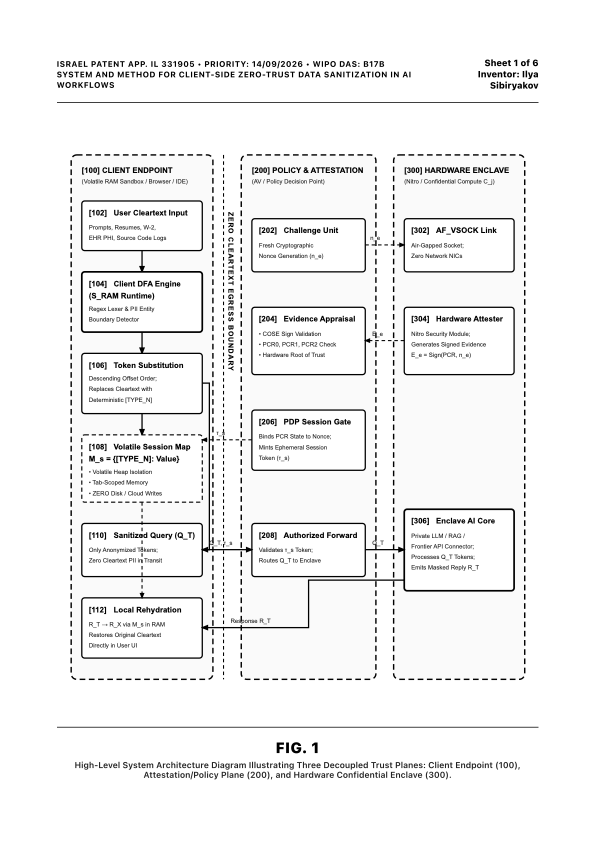 ISRAEL PATENT APP. IL 331905 • PRIORITY: 14/09/2026 • WIPO DAS: B17B
SYSTEM AND METHOD FOR CLIENT-SIDE ZERO-TRUST DATA SANITIZATION IN AI
WORKFLOWS
Sheet 1 of 6
Inventor: Ilya
Sibiryakov
[100] CLIENT ENDPOINT
(Volatile RAM Sandbox / Browser / IDE)
[102] User Cleartext Input
Prompts, Resumes, W-2,
EHR PHI, Source Code Logs
[104] Client DFA Engine
(S_RAM Runtime)
Regex Lexer & PII Entity
Boundary Detector
[106] Token Substitution
Descending Offset Order;
Replaces Cleartext with
Deterministic [TYPE_N]
[108] Volatile Session Map
M_s = {[TYPE_N]: Value}
• Volatile Heap Isolation
• Tab-Scoped Memory
• ZERO Disk / Cloud Writes
[110] Sanitized Query (Q_T)
Only Anonymized Tokens;
Zero Cleartext PII in Transit
[112] Local Rehydration
R_T → R_X via M_s in RAM
Restores Original Cleartext
Directly in User UI
ZERO CLEARTEXT EGRESS BOUNDARY
[200] POLICY & ATTESTATION
(AV / Policy Decision Point)
[202] Challenge Unit
Fresh Cryptographic
Nonce Generation (n_e)
n_e
[204] Evidence Appraisal
• COSE Sign Validation
• PCR0, PCR1, PCR2 Check
• Hardware Root of Trust
E_e
[206] PDP Session Gate
Binds PCR State to Nonce;
Mints Ephemeral Session
Token (τ_s)
[208] Authorized Forward
Validates τ_s Token;
Routes Q_T to Enclave
Q_T
Response R_T
[300] HARDWARE ENCLAVE
(Nitro / Confidential Compute C_j)
[302] AF_VSOCK Link
Air-Gapped Socket;
Zero Network NICs
[304] Hardware Attester
Nitro Security Module;
Generates Signed Evidence
E_e = Sign(PCR, n_e)
[306] Enclave AI Core
Private LLM / RAG /
Frontier API Connector;
Processes Q_T Tokens;
Emits Masked Reply R_T
FIG. 1
High-Level System Architecture Diagram Illustrating Three Decoupled Trust Planes: Client Endpoint (100),
Attestation/Policy Plane (200), and Hardware Confidential Enclave (300).